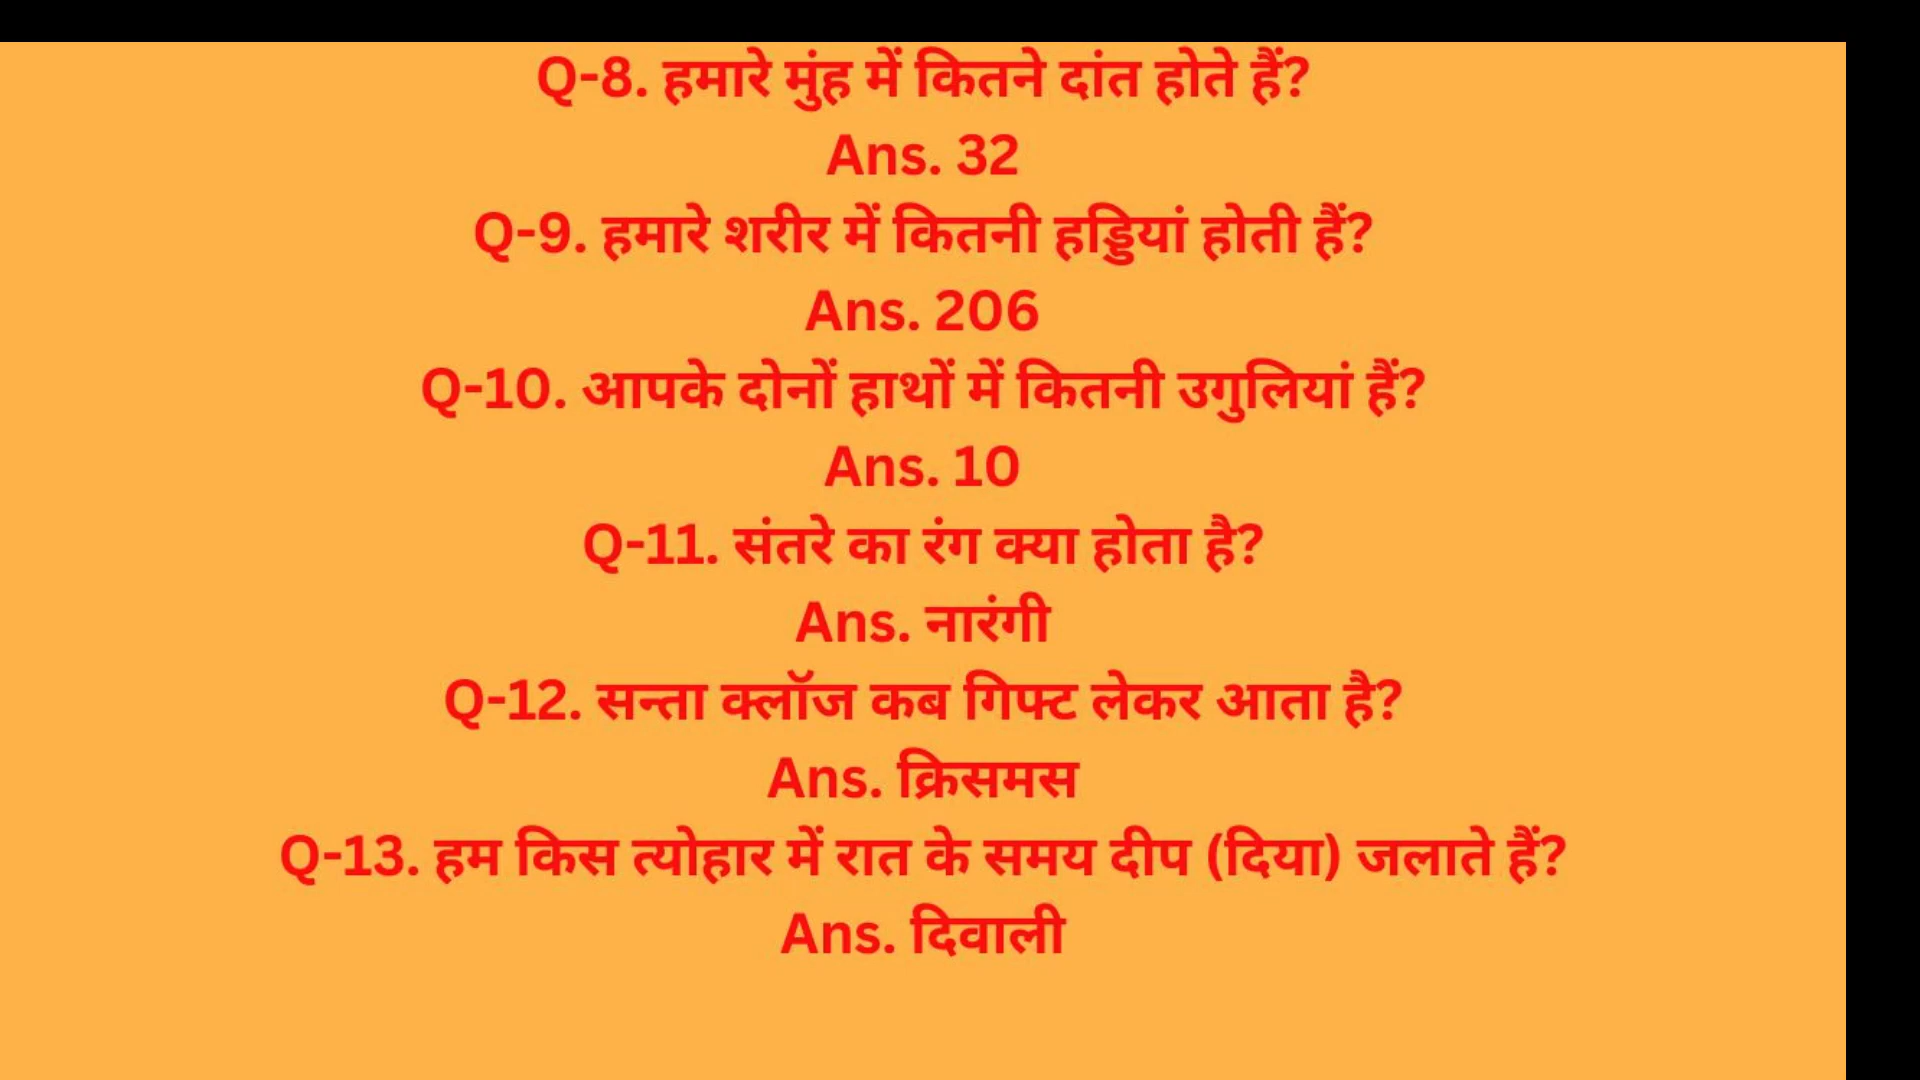 Q-8. हमारे मुंह में कितने दांत होते हैं?
Ans. 32
Q-9. हमारे शरीर में कितनी हड्डियां होती हैं?
Ans. 206
Q-10. आपके दोनों हाथों में कितनी उगुलियां हैं?
Ans. 10
Q-11. संतरे का रंग क्या होता है?
Ans. नारंगी
Q-12. सन्ता क्लॉज कब गिफ्ट लेकर आता है?
Ans. क्रिसमस
Q-13. हम किस त्योहार में रात के समय दीप (दिया) जलाते हैं?
Ans. दिवाली